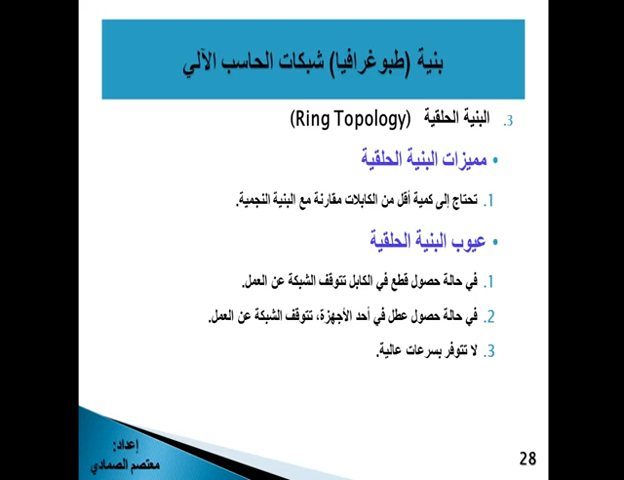 بنية (طبوغرافيا) شبكات الحاسب الآلي
3. البنية الحلقية (Ring Topology)
• مميزات البنية الحلقية
1. تحتاج إلى كمية أقل من الكابلات مقارنة مع البنية النجمية.
• عيوب البنية الحلقية
1. في حالة حصول قطع في الكابل تتوقف الشبكة عن العمل.
2. في حالة حصول عطل في أحد الأجهزة، تتوقف الشبكة عن العمل.
3. لا تتوفر بسرعات عالية.
إعداد:
معتصم الصمادي
28